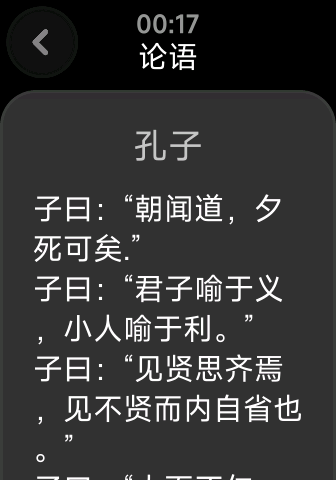 00:17
论语
孔子
子曰：“朝闻道，夕
死可矣.”
子曰：“君子喻于义
，小人喻于利。”
子曰：“见贤思齐焉
，见不贤而内自省也
。”